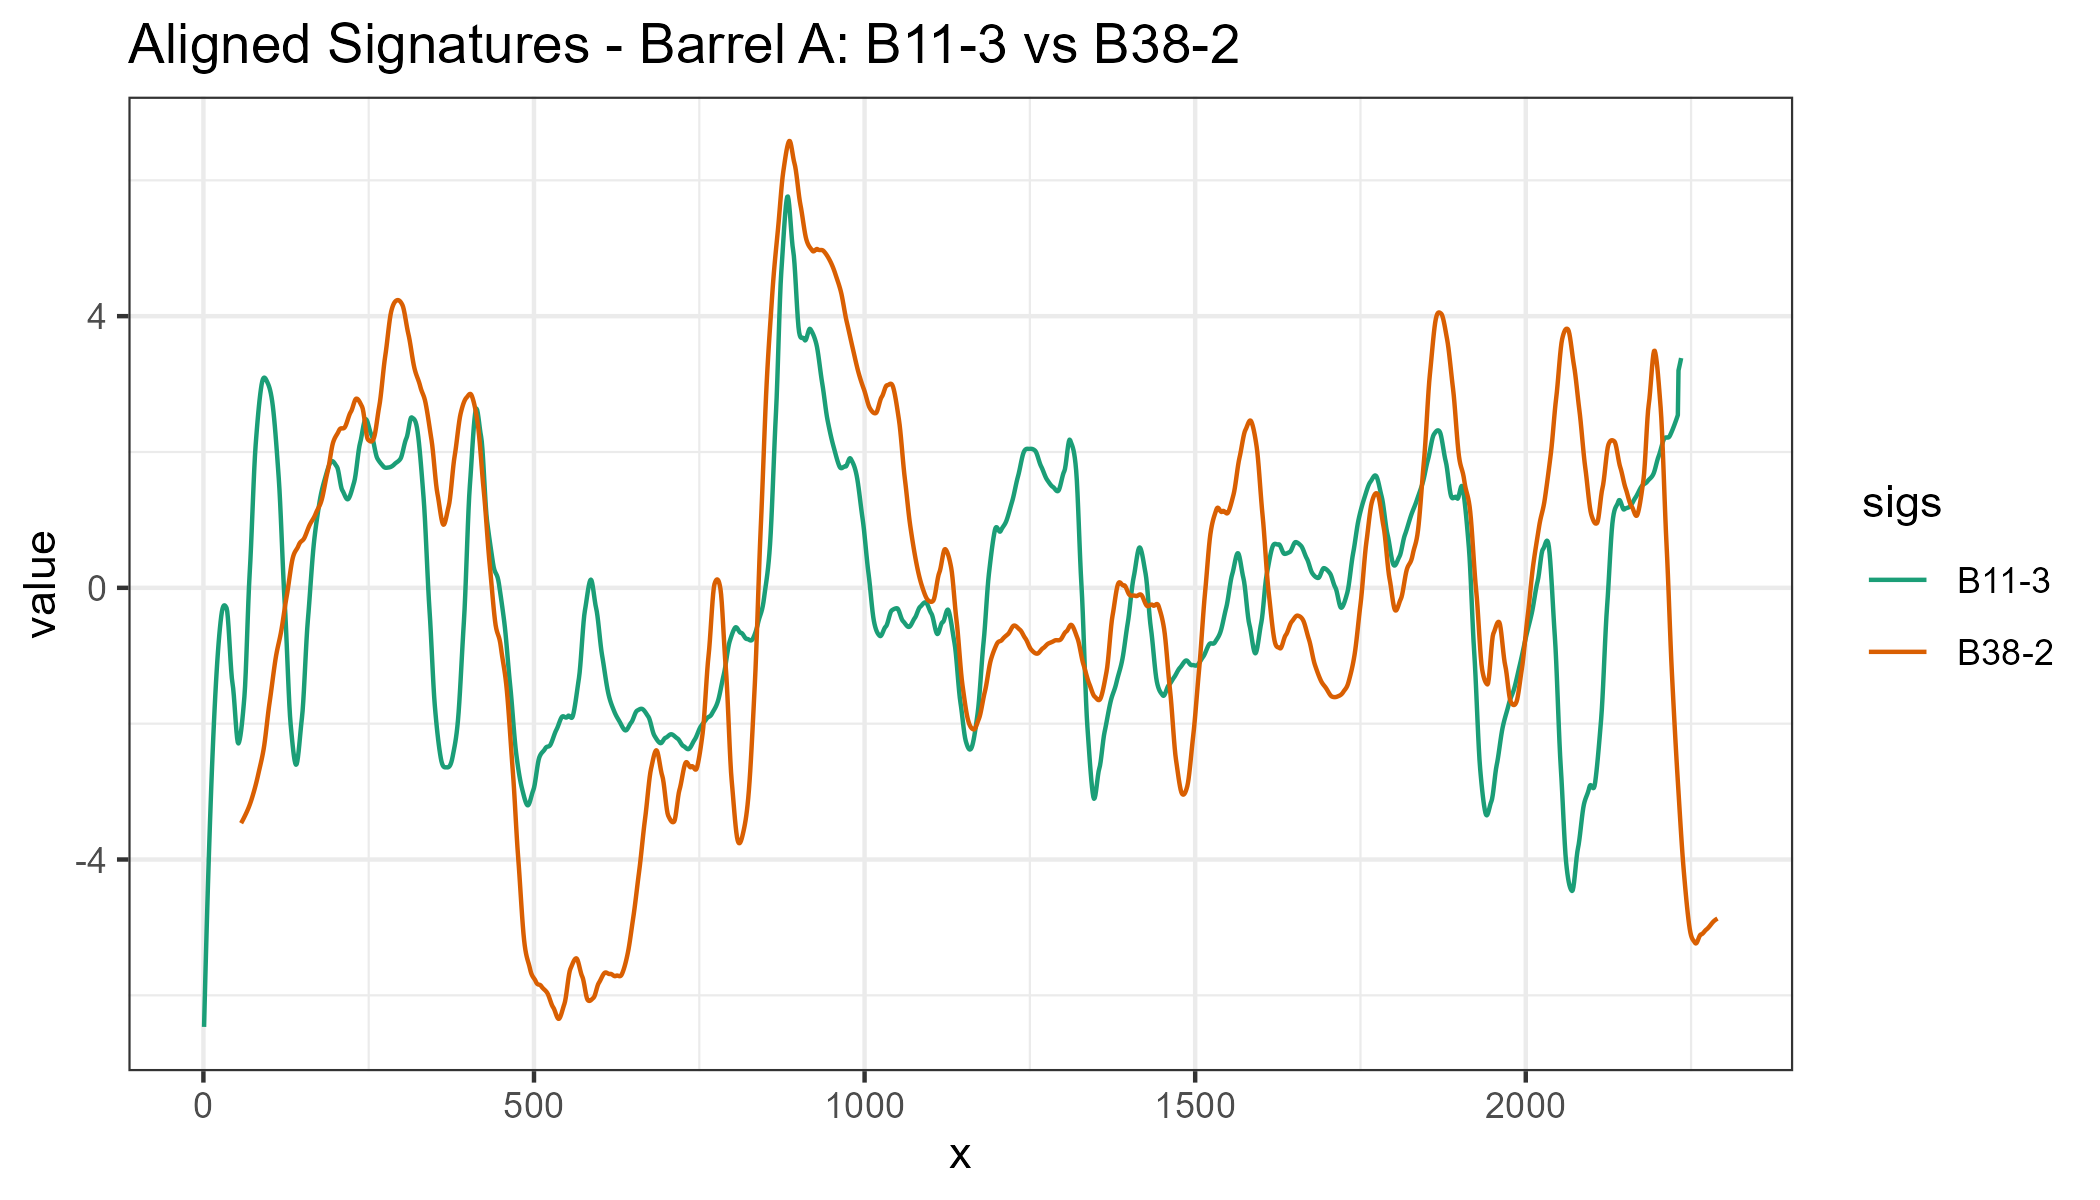 Aligned Signatures - Barrel A: B11-3 vs B38-2
value
4
0
-4
0
500
1000
1500
2000
x
sigs
B11-3
B38-2